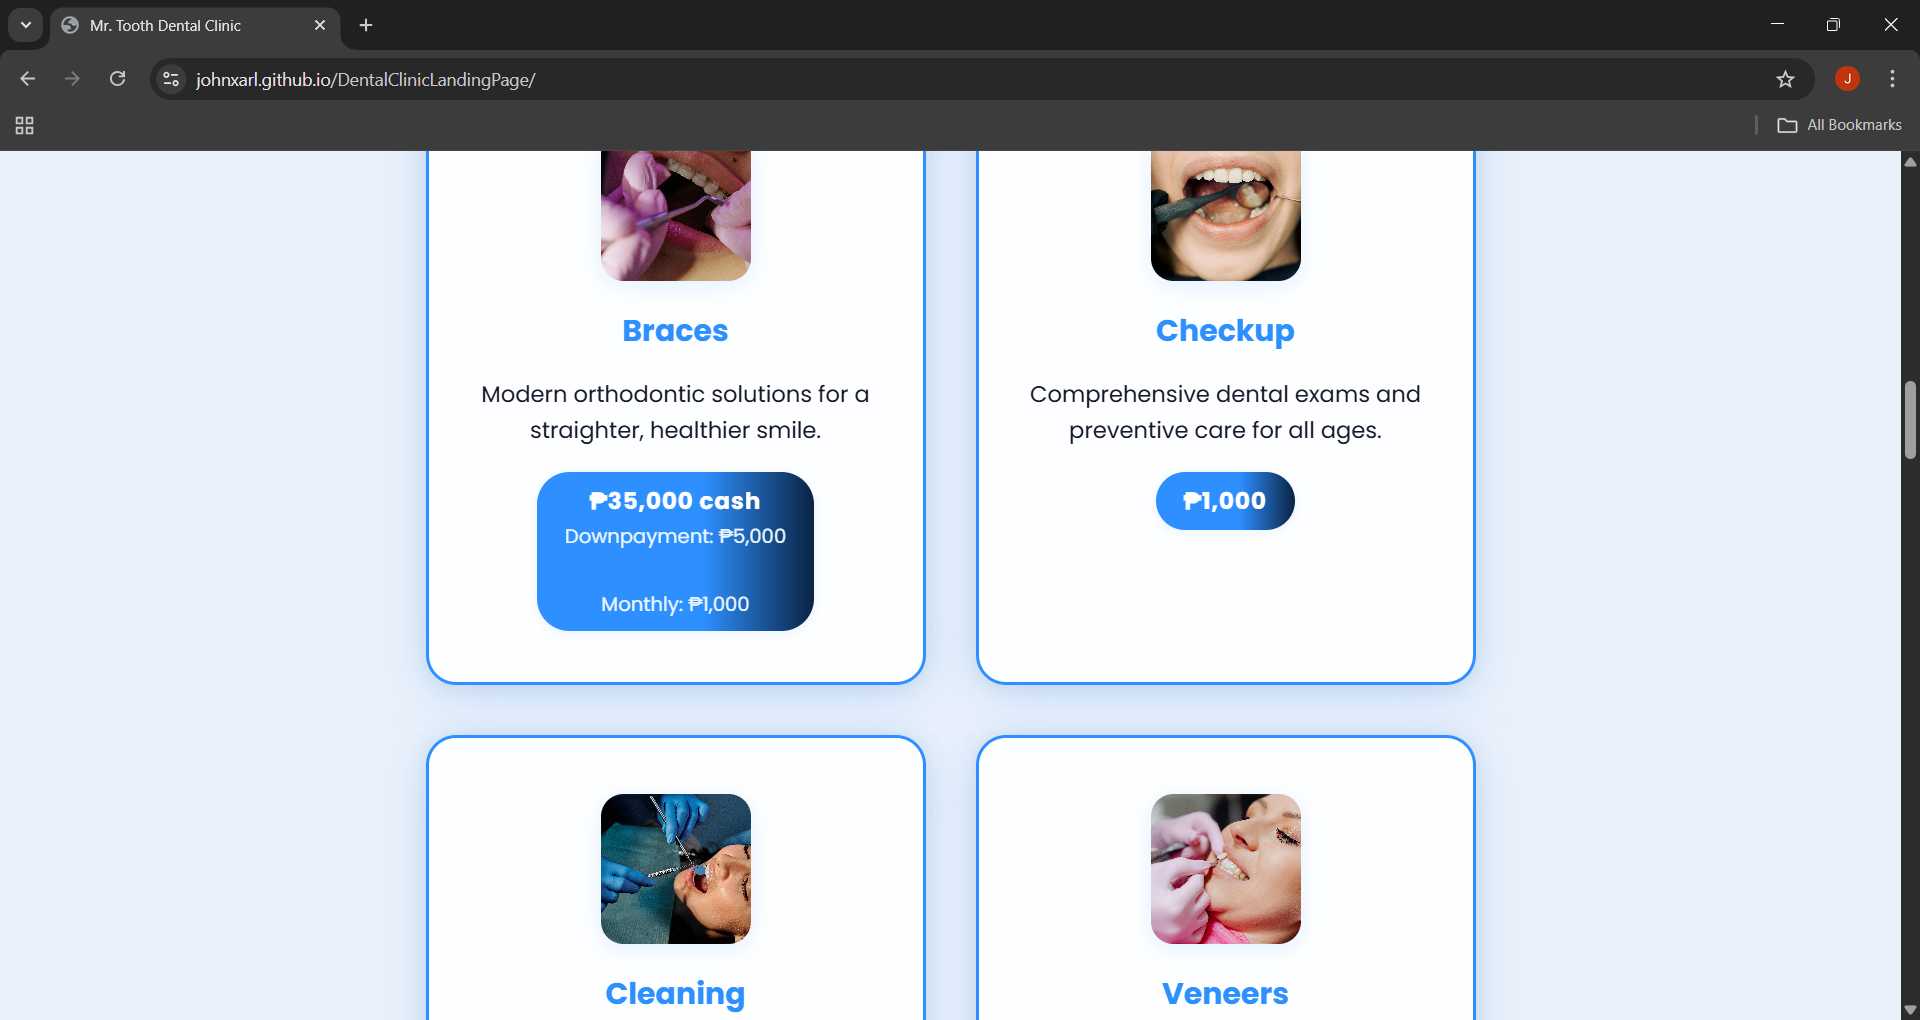 Mr. Tooth Dental Clinic
johnxarl.github.io/DentalClinicLandingPage/
J
All Bookmarks
Braces
Modern orthodontic solutions for a
straighter, healthier smile.
₱35,000 cash
Downpayment: ₱5,000
Monthly: ₱1,000
Checkup
Comprehensive dental exams and
preventive care for all ages.
₱1,000
Cleaning
Veneers